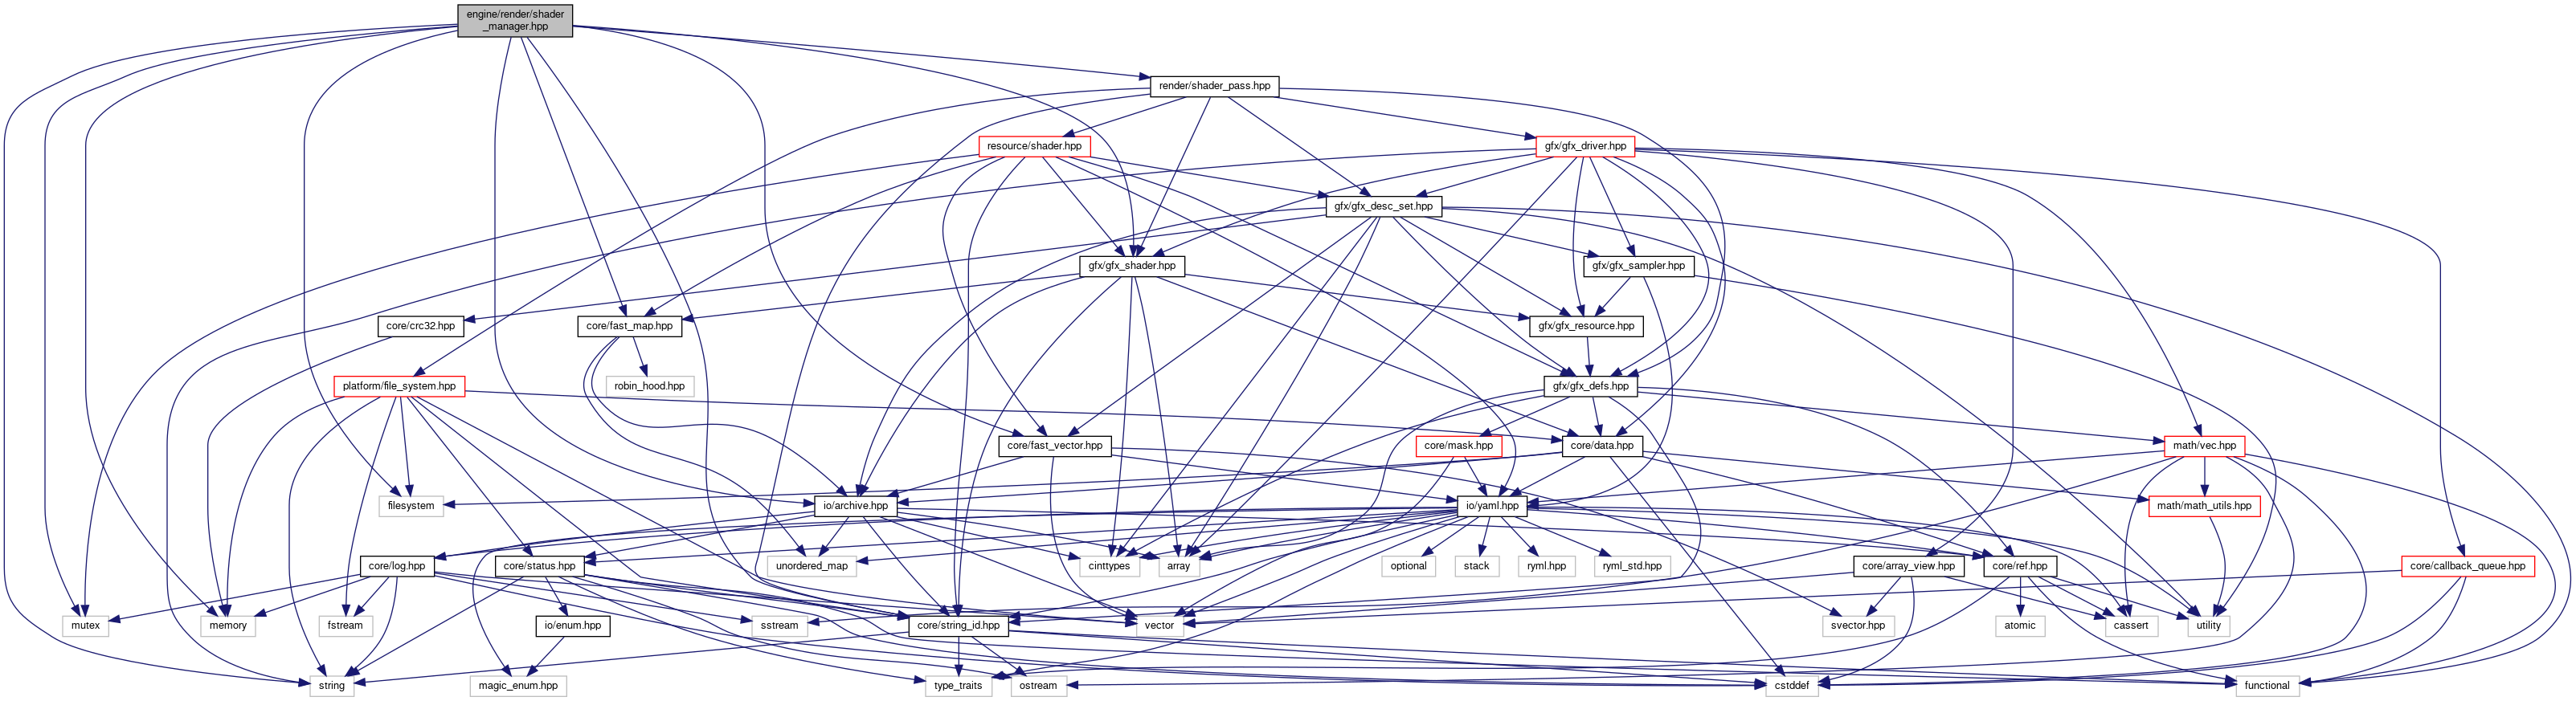 engine/render/shader
_manager.hpp
render/shader_pass.hpp
resource/shader.hpp
gfx/gfx_driver.hpp
gfx/gfx_desc_set.hpp
gfx/gfx_shader.hpp
gfx/gfx_sampler.hpp
core/crc32.hpp
core/fast_map.hpp
gfx/gfx_resource.hpp
platform/file_system.hpp
robin_hood.hpp
gfx/gfx_defs.hpp
core/fast_vector.hpp
core/mask.hpp
core/data.hpp
math/vec.hpp
filesystem
io/archive.hpp
io/yaml.hpp
math/math_utils.hpp
core/log.hpp
core/status.hpp
unordered_map
cinttypes
array
optional
stack
ryml.hpp
ryml_std.hpp
core/array_view.hpp
core/ref.hpp
core/callback_queue.hpp
mutex
memory
fstream
io/enum.hpp
sstream
core/string_id.hpp
vector
svector.hpp
atomic
cassert
utility
string
magic_enum.hpp
type_traits
ostream
cstddef
functional